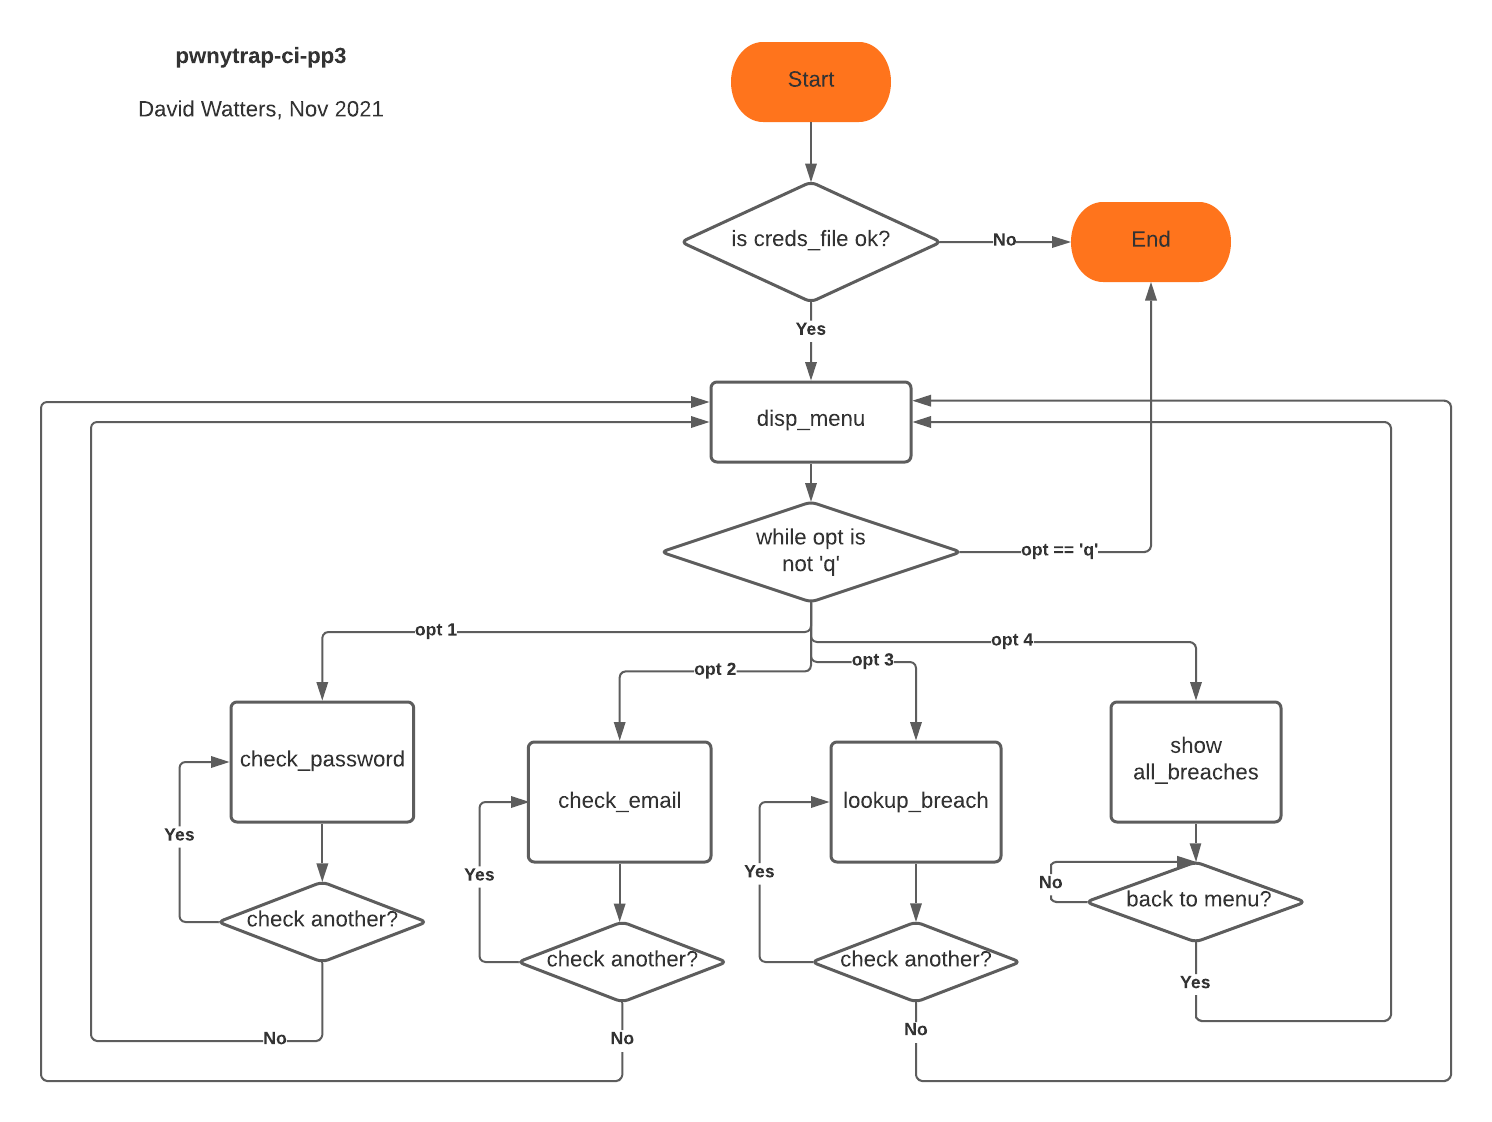 pwnytrap-ci-pp3
David Watters, Nov 2021
Start
is creds_file ok?
No
End
Yes
disp_menu
while opt is
not 'q'
opt == 'q'
opt 1
opt 2
opt 3
opt 4
check_password
Yes
check another?
No
check_email
Yes
check another?
No
lookup_breach
Yes
check another?
No
show
all_breaches
No
back to menu?
Yes